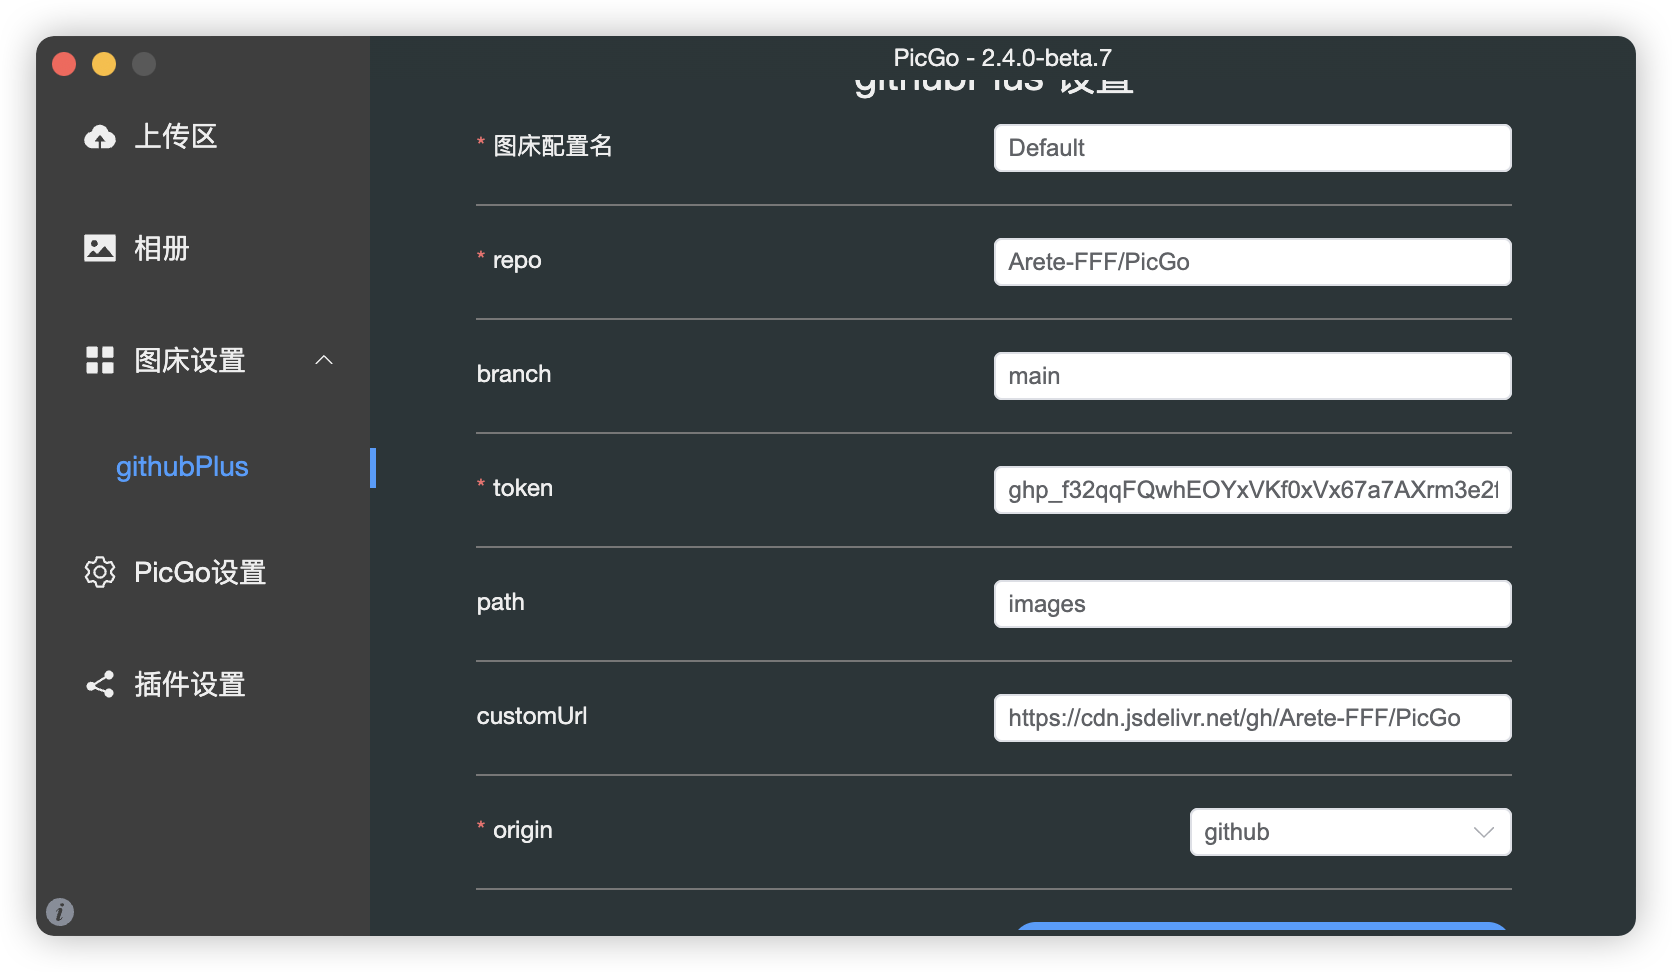 PicGo - 2.4.0-beta.7
githubPlus 设置
上传区
相册
图床设置
githubPlus
PicGo设置
插件设置
* 图床配置名
Default
* repo
Arete-FFF/PicGo
branch
main
* token
ghp_f32qqFQwhEOYxVKf0xVx67a7AXrm3e2
path
images
customUrl
https://cdn.jsdelivr.net/gh/Arete-FFF/PicGo
* origin
github